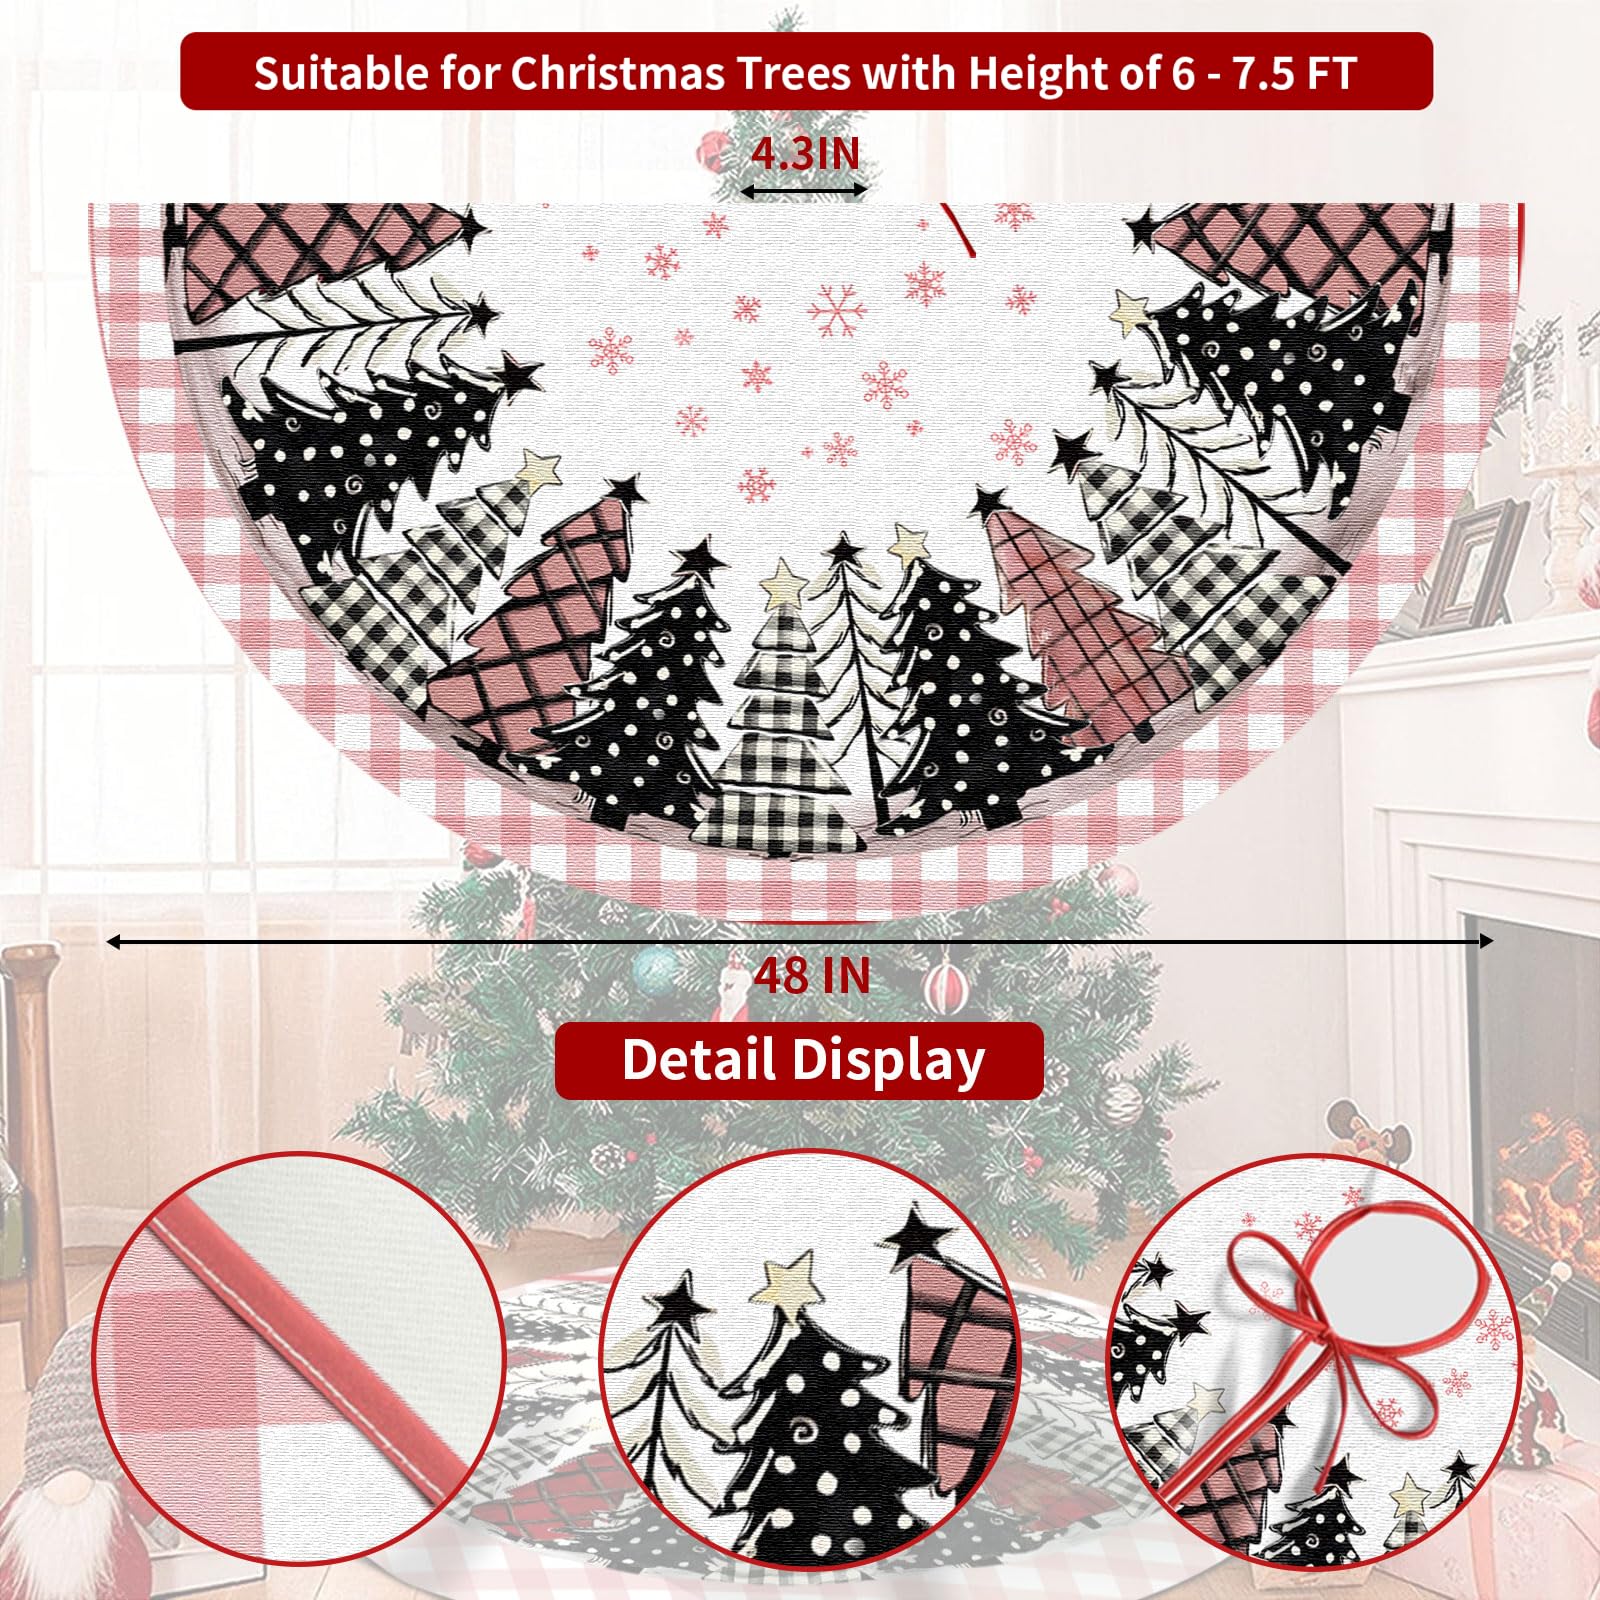 Suitable for Christmas Trees with Height of 6 - 7.5 FT
4.3IN
48 IN
Detail Display